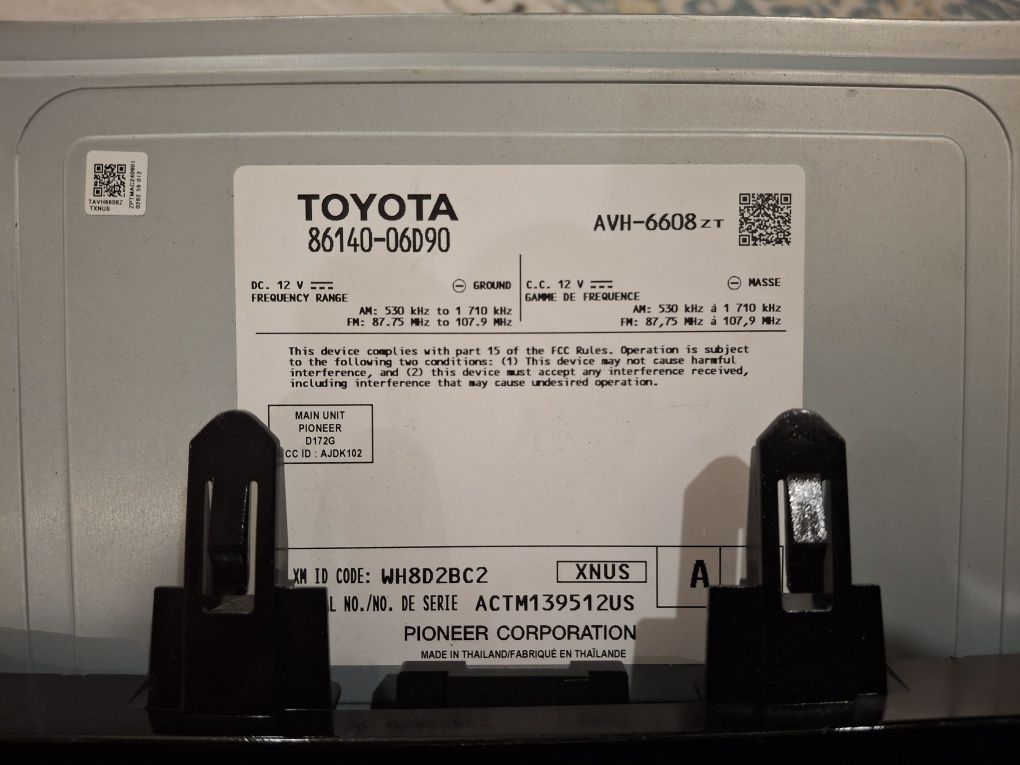 TAVH6608Z
TXNUS
ZPTMAC240901
0282 59 012
TOYOTA
86140-06D90
AVH-6608ZT
DC. 12 V
GROUND
FREQUENCY RANGE
AM: 530 kHz to 1 710 kHz
FM: 87.75 MHz to 107.9 MHz
C.C. 12 V
MASSE
GAMME DE FREQUENCE
AM: 530 kHz à 1 710 kHz
FM: 87,75 MHz à 107,9 MHz
This device complies with part 15 of the FCC Rules. Operation is subject
to the following two conditions: (1) This device may not cause harmful
interference, and (2) this device must accept any interference received,
including interference that may cause undesired operation.
MAIN UNIT
PIONEER
D172G
CC ID : AJDK102
XM ID CODE: WH8D2BC2
XNUS
A
L NO./NO. DE SERIE ACTM139512US
PIONEER CORPORATION
MADE IN THAILAND/FABRIQUÉ EN THAÏLANDE